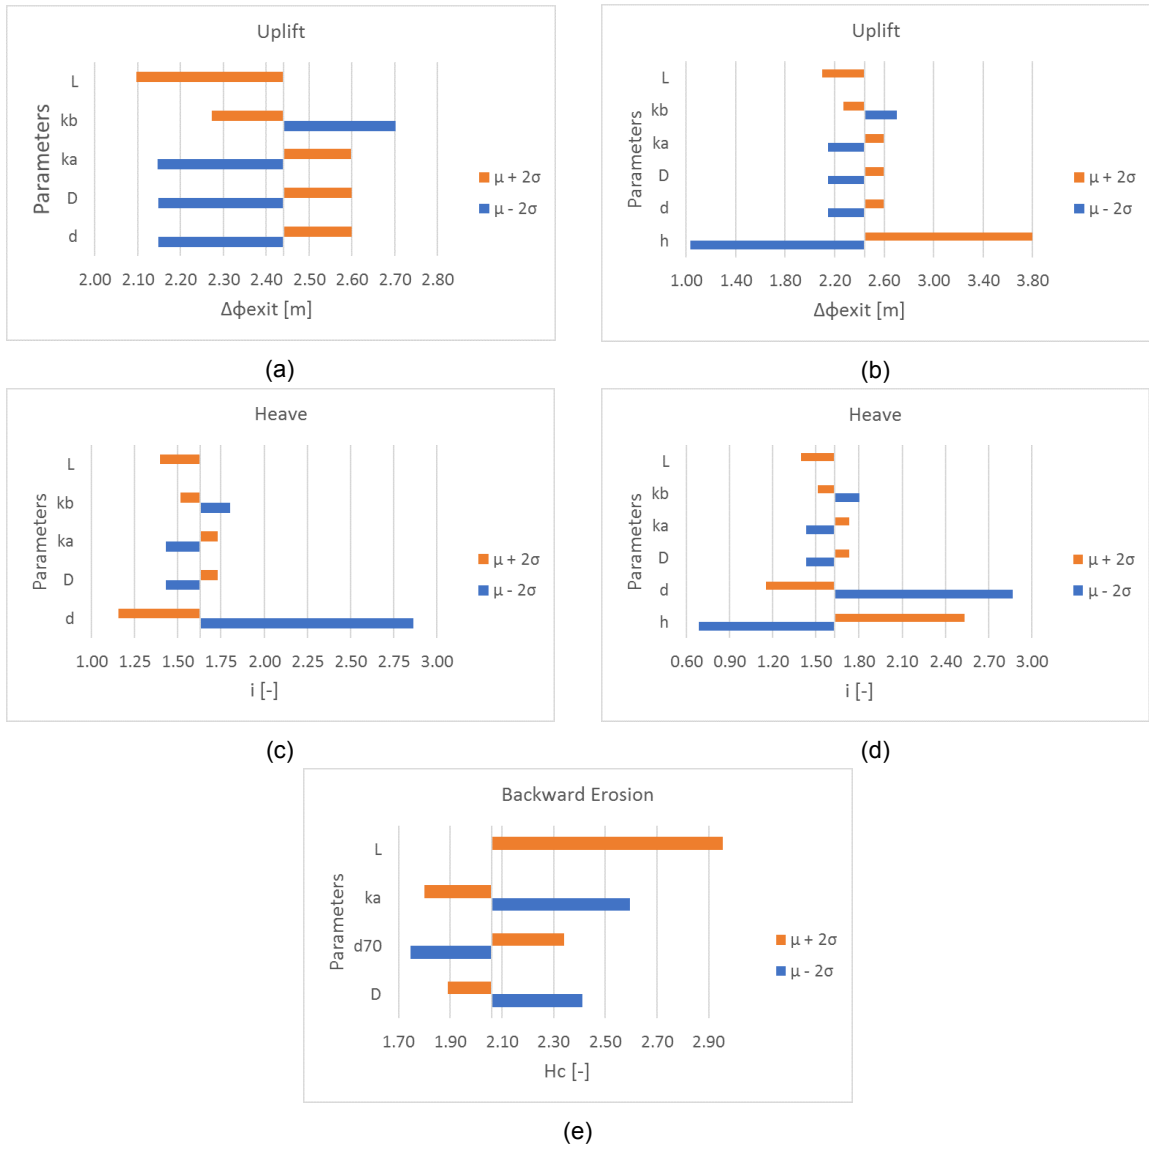 Uplift
Parameters
L
kb
ka
D
d
μ + 2σ
μ - 2σ
2.00 2.10 2.20 2.30 2.40 2.50 2.60 2.70 2.80
Δϕexit [m]
(a)
Uplift
Parameters
L
kb
ka
D
d
h
μ + 2σ
μ - 2σ
1.00 1.40 1.80 2.20 2.60 3.00 3.40 3.80
Δϕexit [m]
(b)
Heave
Parameters
L
kb
ka
D
d
μ + 2σ
μ - 2σ
1.00 1.25 1.50 1.75 2.00 2.25 2.50 2.75 3.00
i [-]
(c)
Heave
Parameters
L
kb
ka
D
d
h
μ + 2σ
μ - 2σ
0.60 0.90 1.20 1.50 1.80 2.10 2.40 2.70 3.00
i [-]
(d)
Backward Erosion
Parameters
L
ka
d70
D
μ + 2σ
μ - 2σ
1.70 1.90 2.10 2.30 2.50 2.70 2.90
Hc [-]
(e)